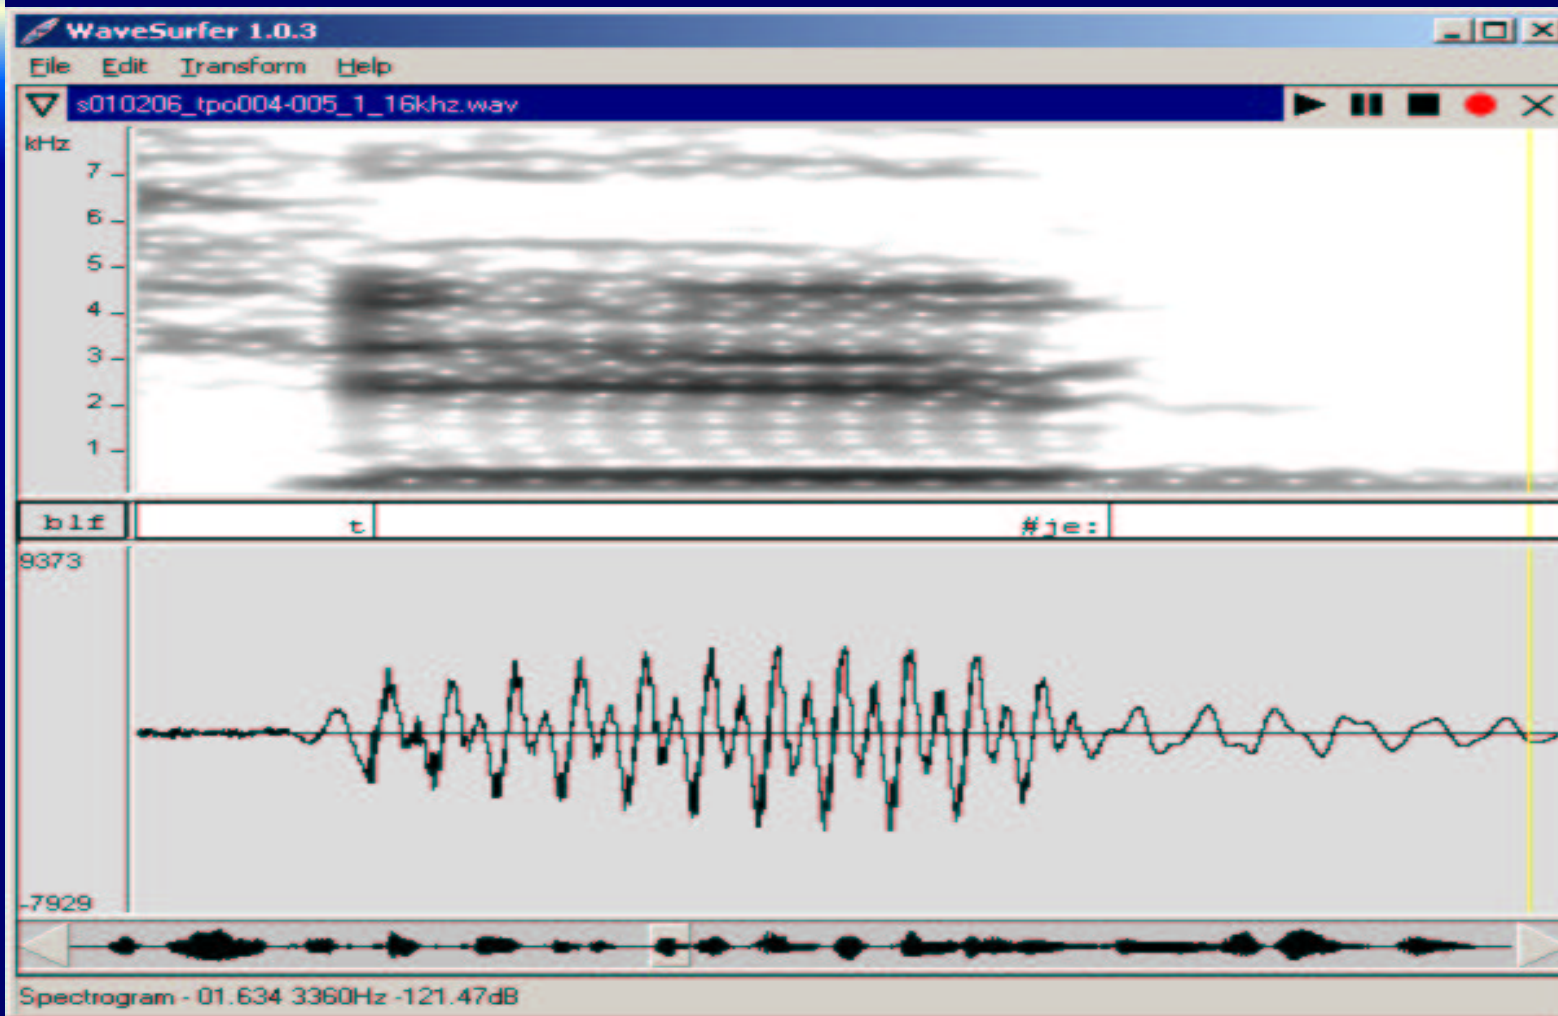 WaveSurfer 1.0.3
File Edit Transform Help
s010206_tpo004-005_1_16khz.wav
kHz
7
6
5
4
3
2
1
blf t #je:
9373
-7929
Spectrogram - 01.634 3360Hz -121.47dB